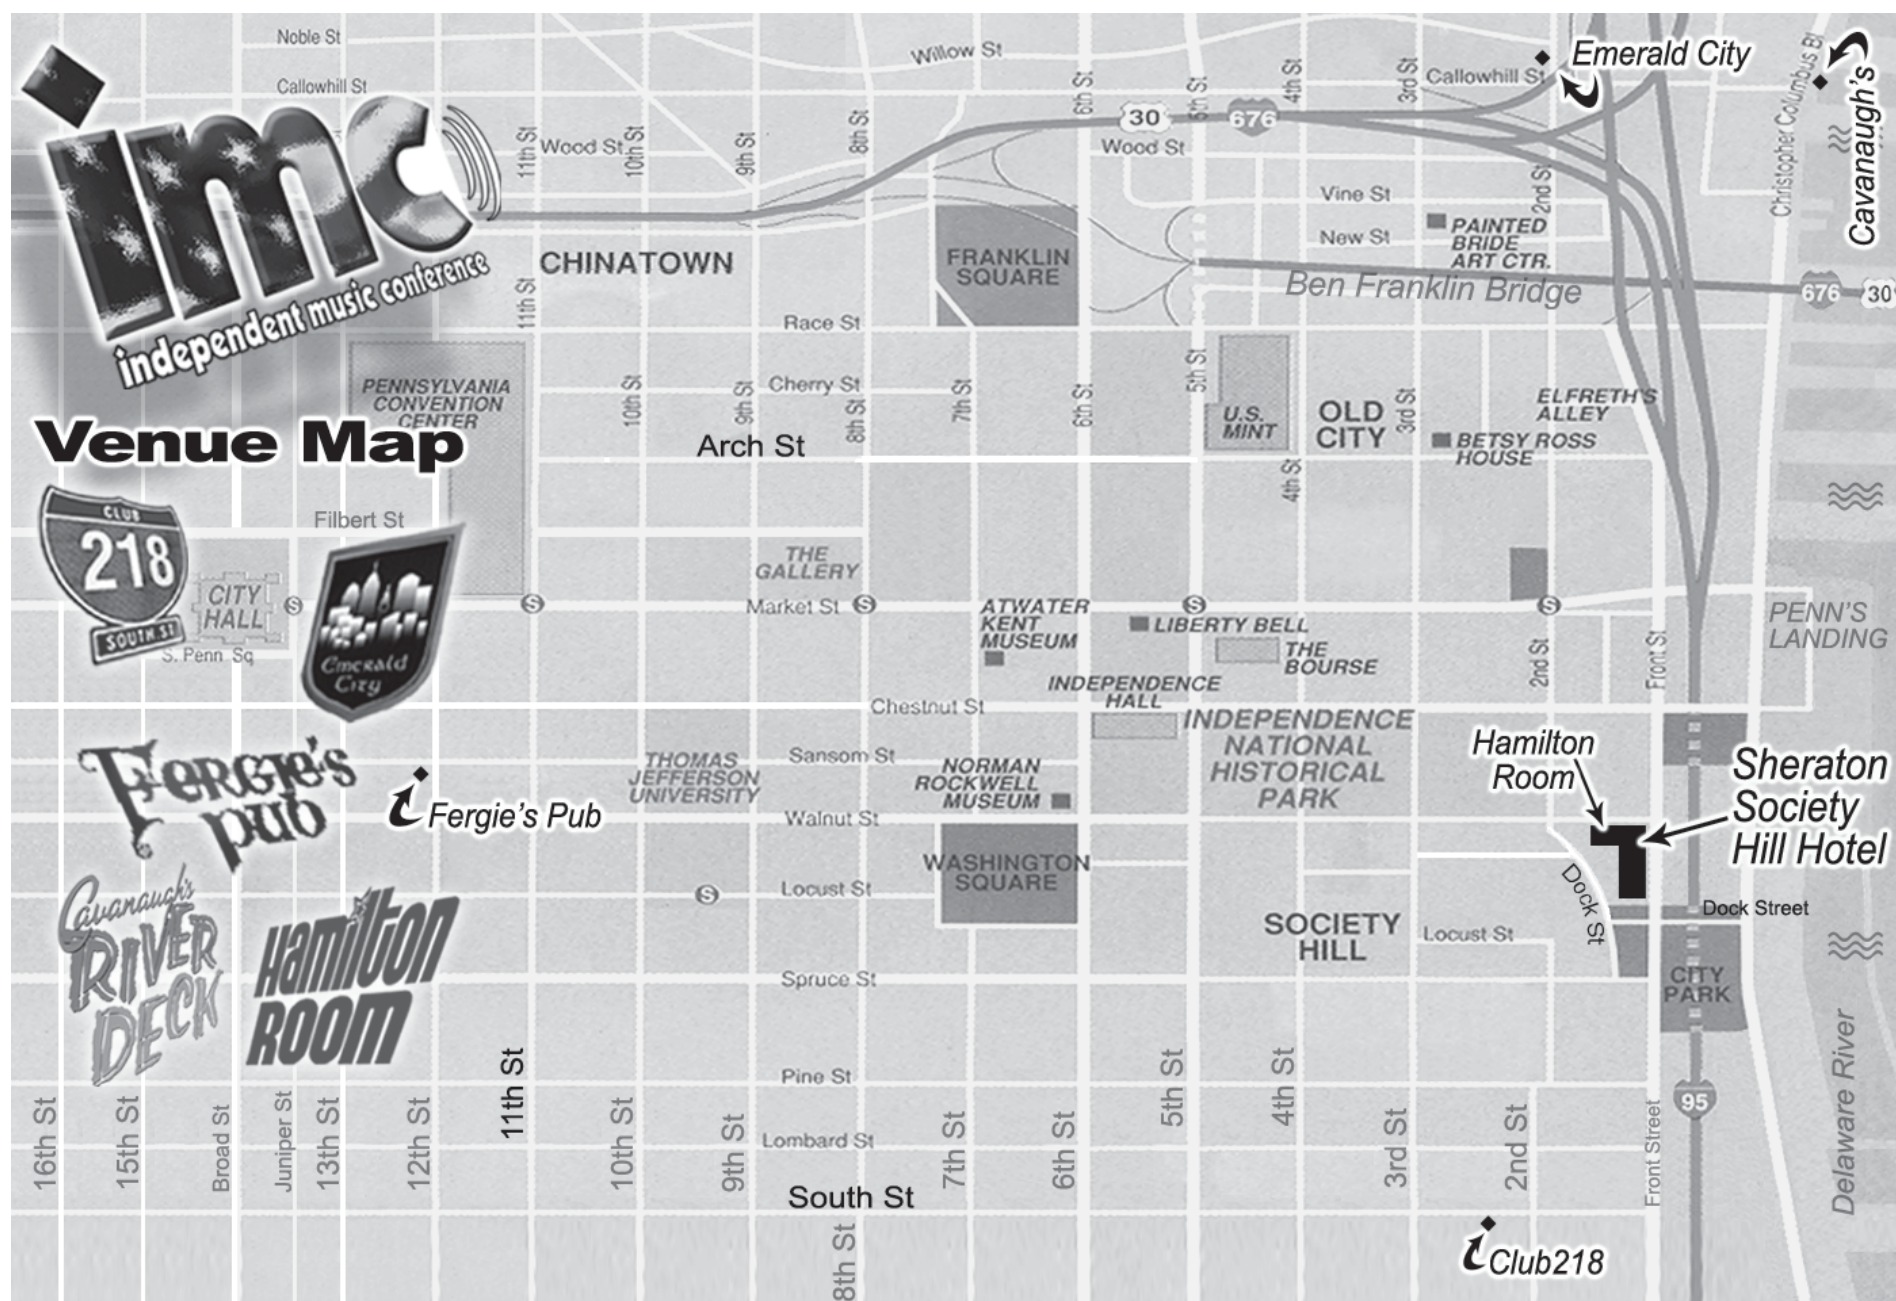 Noble St
Willow St
Callowhill St
Callowhill St
Emerald City
Cavanaugh's
Christopher Columbus Bl
6th St
5th St
4th St
3rd St
30
676
11th St
Wood St
10th St
9th St
8th St
Wood St
Vine St
2nd St
New St
PAINTED
BRIDE
ART CTR.
imc
independent music conference
CHINATOWN
FRANKLIN
SQUARE
Ben Franklin Bridge
676
30
11th St
Race St
PENNSYLVANIA
CONVENTION
CENTER
10th St
9th St
Cherry St
8th St
7th St
6th St
5th St
U.S.
MINT
4th St
OLD
CITY
3rd St
ELFRETH'S
ALLEY
BETSY ROSS
HOUSE
Venue Map
Arch St
CLUB
218
SOUTH ST
Filbert St
CITY
HALL
S
S. Penn Sq
Emerald
City
THE
GALLERY
S
Market St
S
S
S
ATWATER
KENT
MUSEUM
LIBERTY BELL
THE
BOURSE
2nd St
Front St
PENN'S
LANDING
INDEPENDENCE
HALL
Chestnut St
INDEPENDENCE
NATIONAL
HISTORICAL
PARK
Fergie's
pub
Fergie's Pub
THOMAS
JEFFERSON
UNIVERSITY
Sansom St
NORMAN
ROCKWELL
MUSEUM
Walnut St
Hamilton
Room
Sheraton
Society
Hill Hotel
WASHINGTON
SQUARE
S
Locust St
Dock St
Dock Street
SOCIETY
HILL
Locust St
Cavanaugh's
RIVER
DECK
Hamilton
ROOM
Spruce St
CITY
PARK
Pine St
95
Delaware River
16th St
15th St
Broad St
Juniper St
13th St
12th St
11th St
10th St
9th St
Lombard St
7th St
6th St
5th St
4th St
3rd St
2nd St
Front Street
South St
8th St
Club218